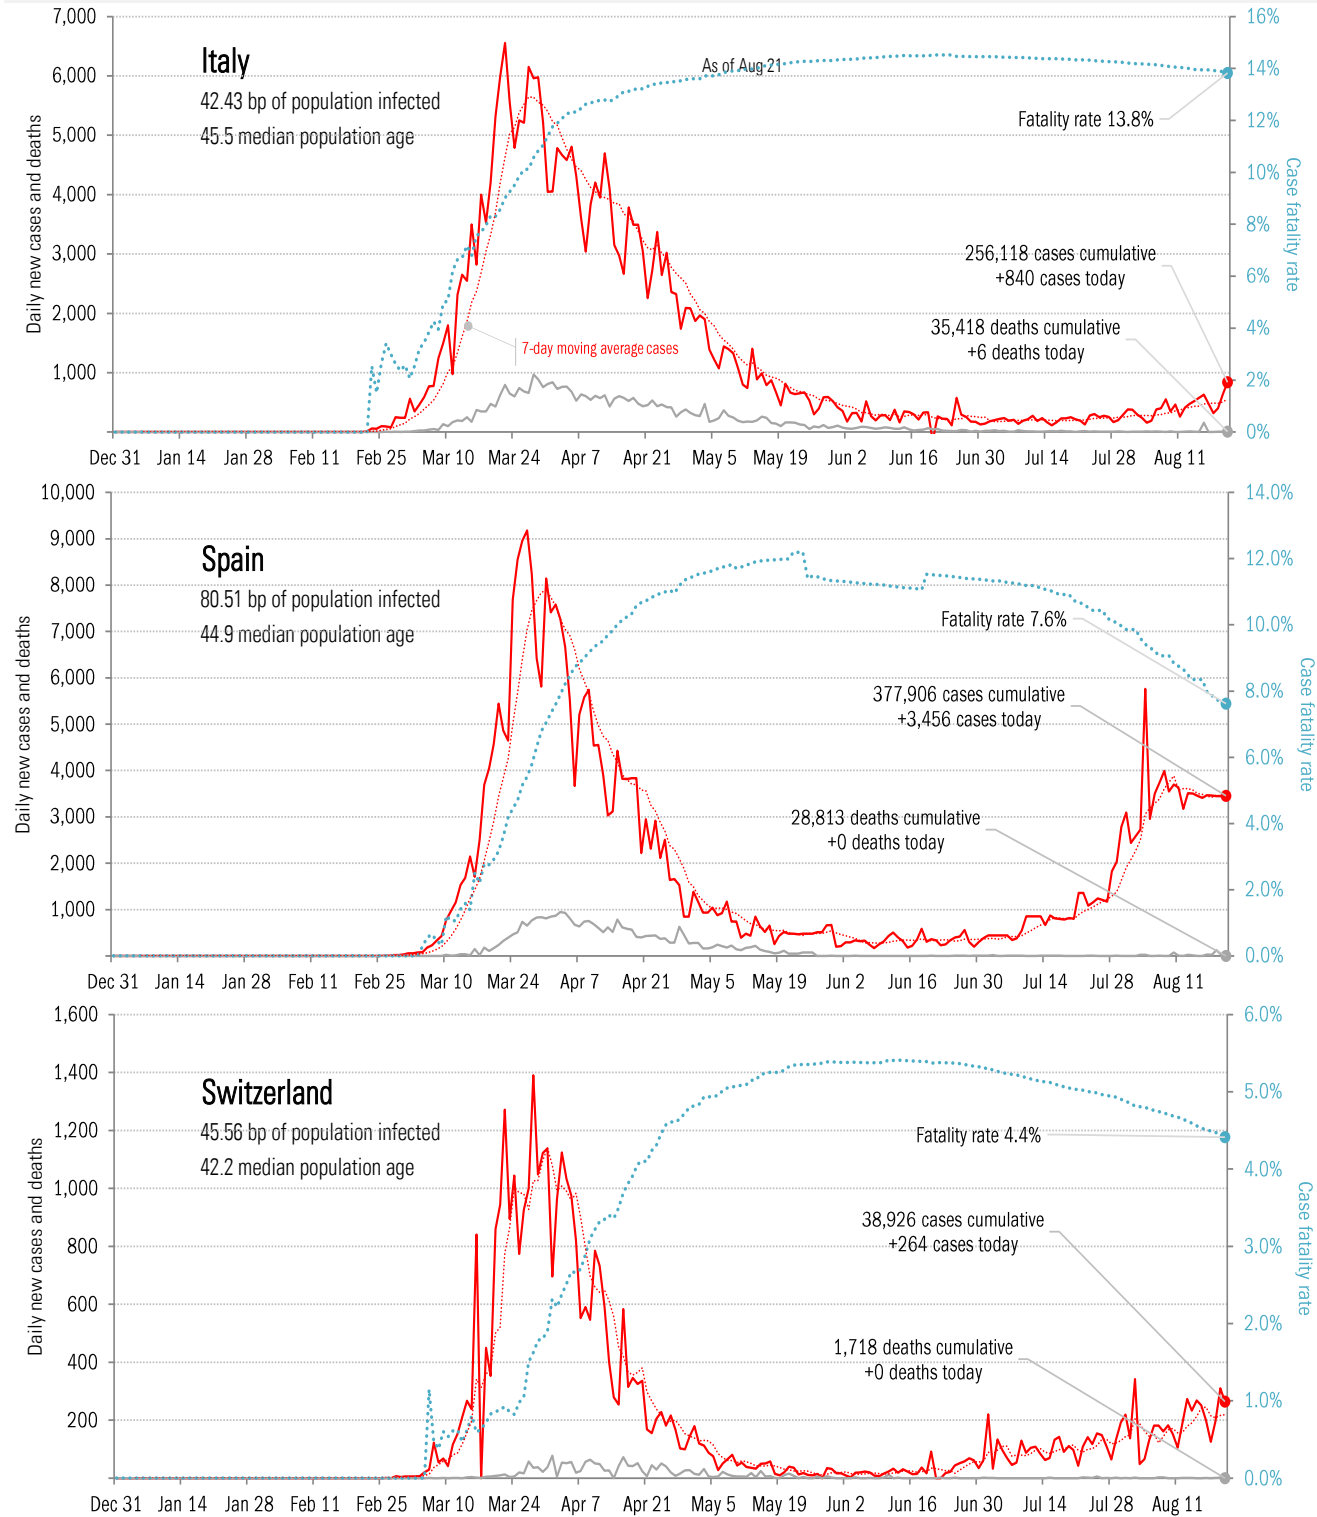 Italy
42.43 bp of population infected
45.5 median population age
As of Aug 21
Fatality rate 13.8%
256,118 cases cumulative
+840 cases today
35,418 deaths cumulative
+6 deaths today
7-day moving average cases
Daily new cases and deaths
7,000
6,000
5,000
4,000
3,000
2,000
1,000
16%
14%
12%
10%
8%
6%
4%
2%
0%
Case fatality rate
Dec 31 Jan 14 Jan 28 Feb 11 Feb 25 Mar 10 Mar 24 Apr 7 Apr 21 May 5 May 19 Jun 2 Jun 16 Jun 30 Jul 14 Jul 28 Aug 11
Spain
80.51 bp of population infected
44.9 median population age
Fatality rate 7.6%
377,906 cases cumulative
+3,456 cases today
28,813 deaths cumulative
+0 deaths today
Daily new cases and deaths
10,000
9,000
8,000
7,000
6,000
5,000
4,000
3,000
2,000
1,000
14.0%
12.0%
10.0%
8.0%
6.0%
4.0%
2.0%
0.0%
Case fatality rate
Dec 31 Jan 14 Jan 28 Feb 11 Feb 25 Mar 10 Mar 24 Apr 7 Apr 21 May 5 May 19 Jun 2 Jun 16 Jun 30 Jul 14 Jul 28 Aug 11
Switzerland
45.56 bp of population infected
42.2 median population age
Fatality rate 4.4%
38,926 cases cumulative
+264 cases today
1,718 deaths cumulative
+0 deaths today
Daily new cases and deaths
1,600
1,400
1,200
1,000
800
600
400
200
6.0%
5.0%
4.0%
3.0%
2.0%
1.0%
0.0%
Case fatality rate
Dec 31 Jan 14 Jan 28 Feb 11 Feb 25 Mar 10 Mar 24 Apr 7 Apr 21 May 5 May 19 Jun 2 Jun 16 Jun 30 Jul 14 Jul 28 Aug 11